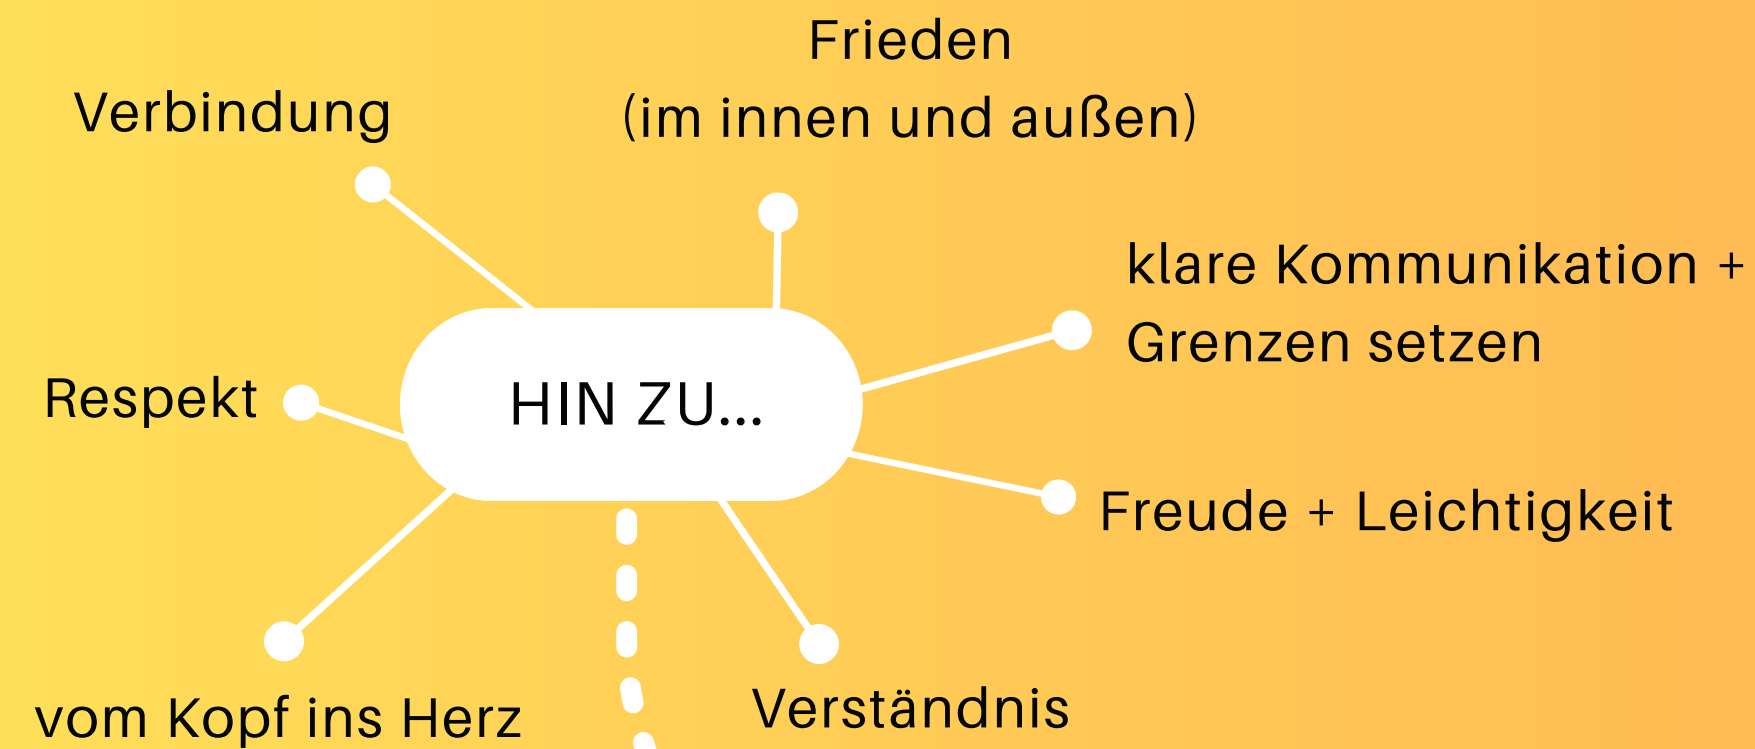 Frieden
(im innen und außen)
Verbindung
klare Kommunikation +
Grenzen setzen
Respekt
HIN ZU...
Freude + Leichtigkeit
vom Kopf ins Herz
Verständnis